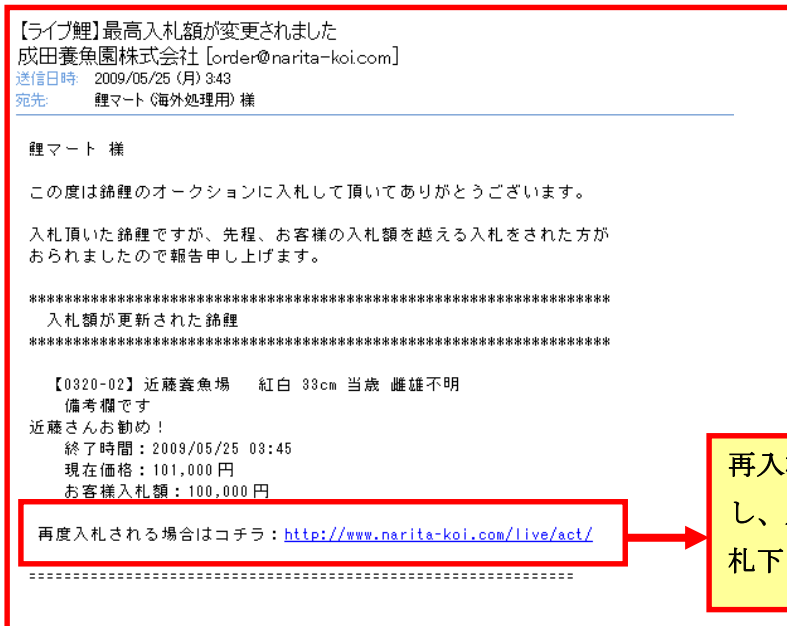 【ライブ鯉】最高入札額が変更されました
成田養魚園株式会社 [order@narita-koi.com]
送信日時: 2009/05/25 (月) 3:43
宛先: 鯉マート (海外処理用) 様
鯉マート 様
この度は錦鯉のオークションに入札して頂いてありがとうございます。
入札頂いた錦鯉ですが、先程、お客様の入札額を越える入札をされた方が
おられましたので報告申し上げます。
******************************************************************
入札額が更新された錦鯉
******************************************************************
【0320-02】近藤養魚場 紅白 33cm 当歳 雌雄不明
備考欄です
近藤さんお勧め！
終了時間：2009/05/25 03:45
現在価格：101,000円
お客様入札額：100,000円
再度入札される場合はコチラ：http://www.narita-koi.com/live/act/
==============================================================
再入
し、
札下